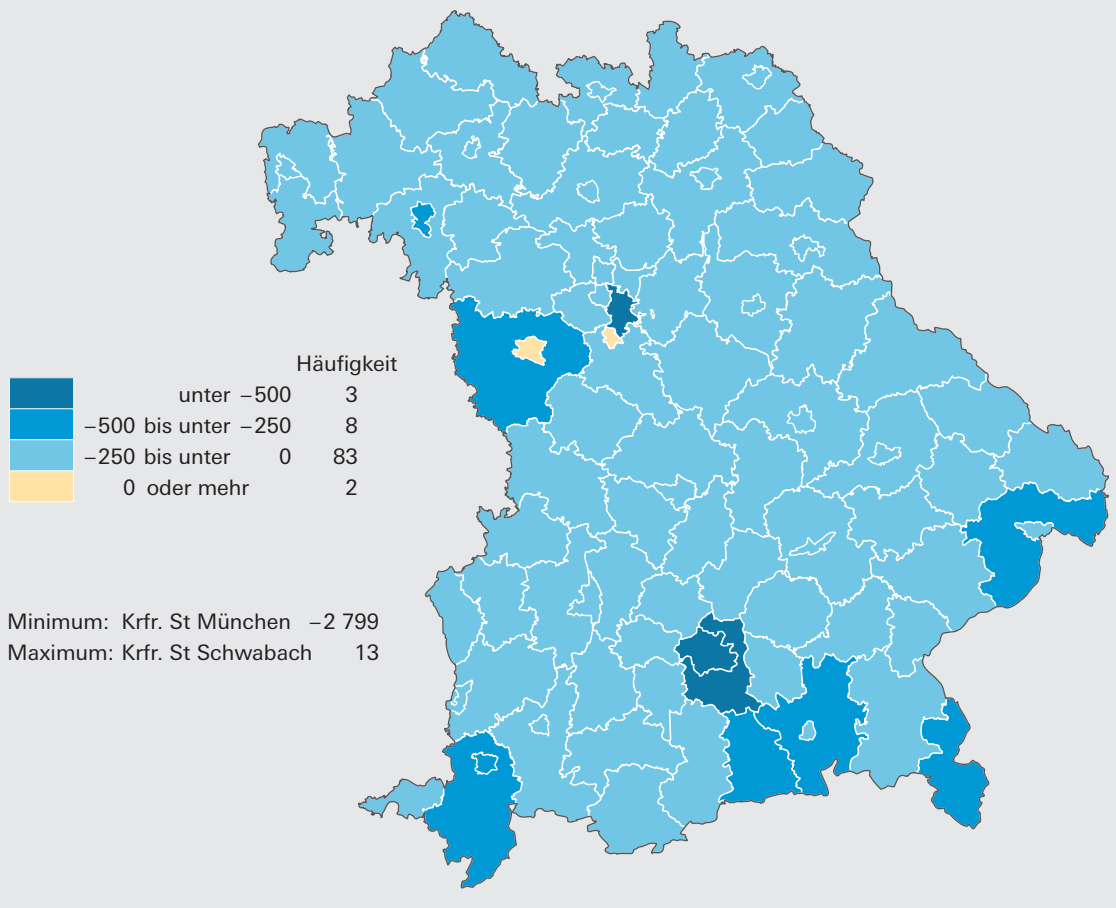 Häufigkeit
unter −500 3
−500 bis unter −250 8
−250 bis unter 0 83
0 oder mehr 2
Minimum: Krfr. St München −2 799
Maximum: Krfr. St Schwabach 13